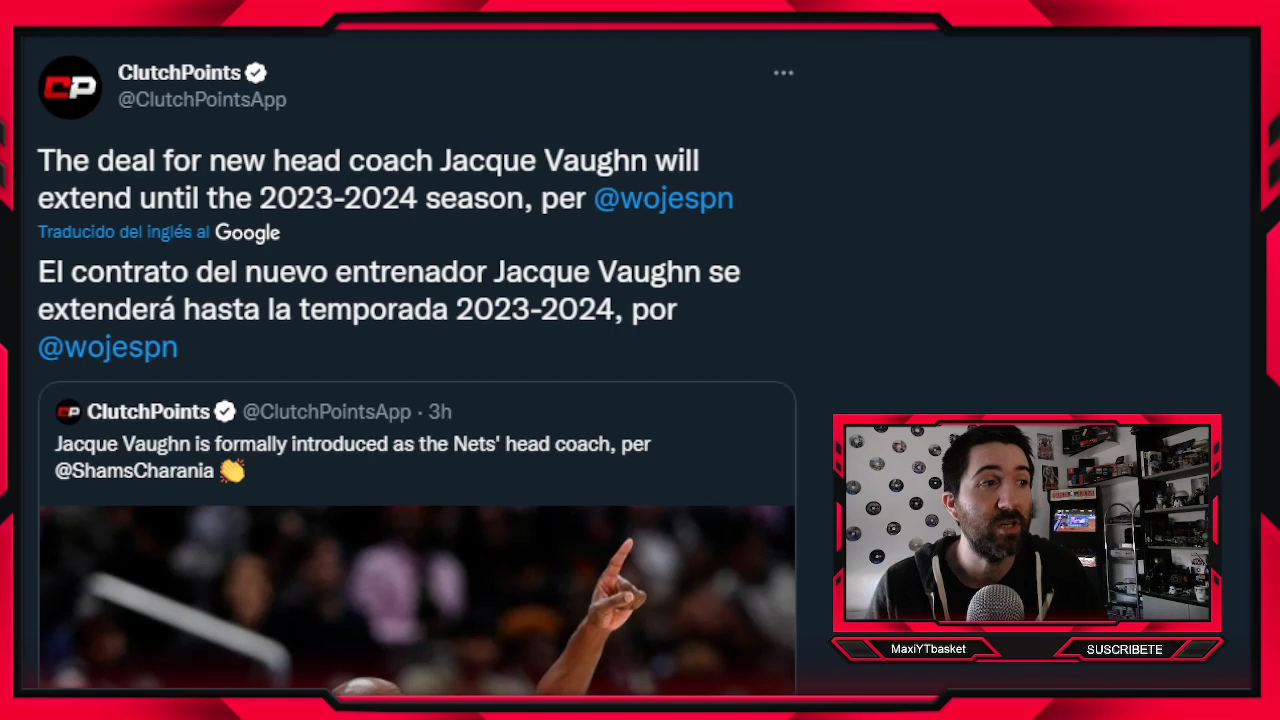 CP
ClutchPoints
@ClutchPointsApp
The deal for new head coach Jacque Vaughn will
extend until the 2023-2024 season, per @wojespn
Traducido del inglés al Google
El contrato del nuevo entrenador Jacque Vaughn se
extenderá hasta la temporada 2023-2024, por
@wojespn
CP ClutchPoints @ClutchPointsApp · 3h
Jacque Vaughn is formally introduced as the Nets' head coach, per
@ShamsCharania 👏
MaxiYTbasket
SUSCRIBETE